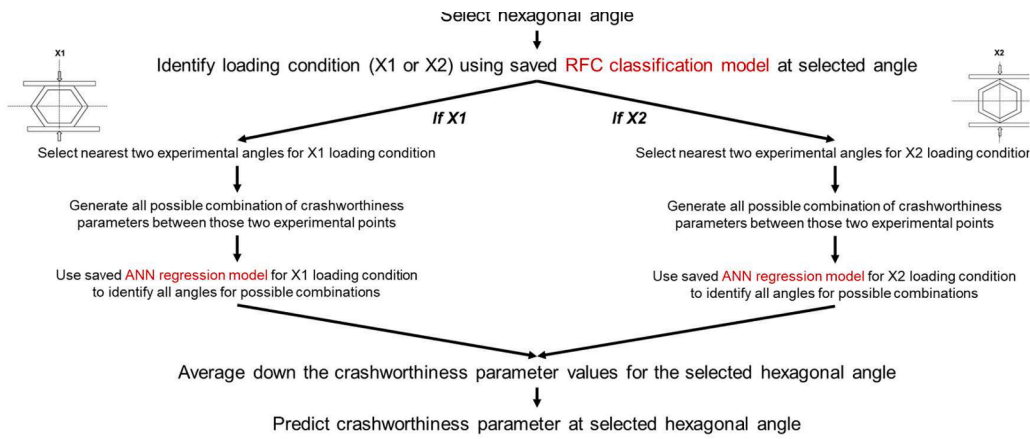 Select hexagonal angle
X1
X2
Identify loading condition (X1 or X2) using saved RFC classification model at selected angle
If X1
If X2
Select nearest two experimental angles for X1 loading condition
Select nearest two experimental angles for X2 loading condition
Generate all possible combination of crashworthiness
parameters between those two experimental points
Generate all possible combination of crashworthiness
parameters between those two experimental points
Use saved ANN regression model for X1 loading condition
to identify all angles for possible combinations
Use saved ANN regression model for X2 loading condition
to identify all angles for possible combinations
Average down the crashworthiness parameter values for the selected hexagonal angle
Predict crashworthiness parameter at selected hexagonal angle